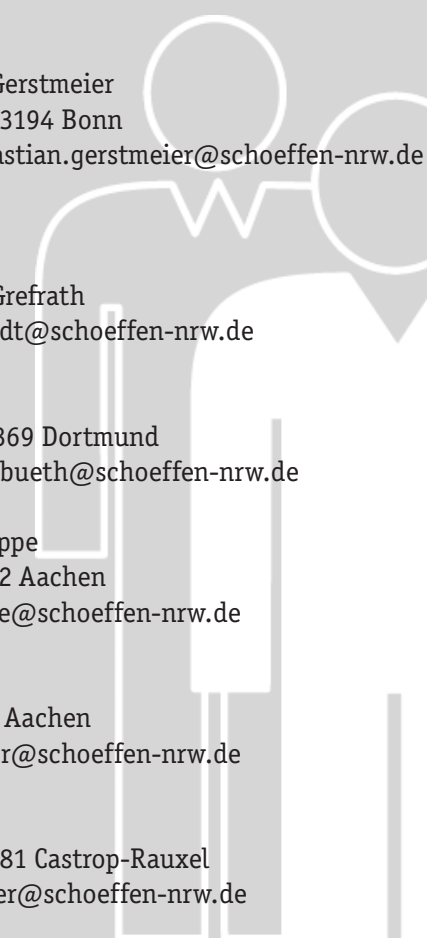 Gerstmeier
3194 Bonn
astian.gerstmeier@schoeffen-nrw.de
Grefrath
dt@schoeffen-nrw.de
369 Dortmund
bueth@schoeffen-nrw.de
ppe
2 Aachen
e@schoeffen-nrw.de
Aachen
r@schoeffen-nrw.de
81 Castrop-Rauxel
er@schoeffen-nrw.de